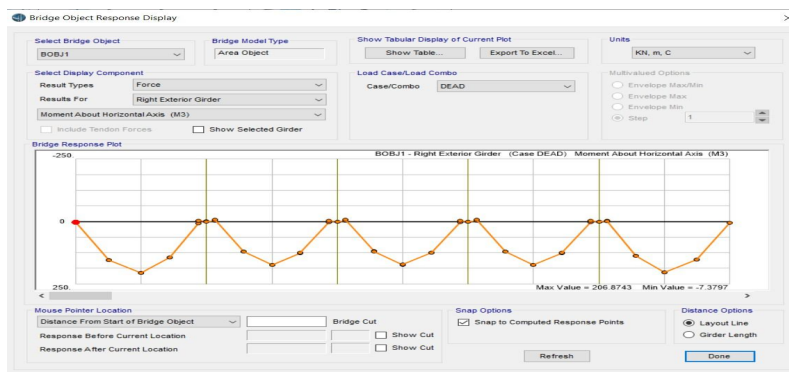 Bridge Object Response Display
Select Bridge Object
BOBJ1
Bridge Model Type
Area Object
Show Tabular Display of Current Plot
Show Table...
Export To Excel...
Units
KN, m, C
Select Display Component
Result Types
Force
Results For
Right Exterior Girder
Moment About Horizontal Axis (M3)
Include Tendon Forces
Show Selected Girder
Load Case/Load Combo
Case/Combo
DEAD
Multivalued Options
Envelope Max/Min
Envelope Max
Envelope Min
Step
1
Bridge Response Plot
-250.
BOBJ1 - Right Exterior Girder (Case DEAD) Moment About Horizontal Axis (M3)
0
250.
Max Value = 206.8743 Min Value = -7.3797
Mouse Pointer Location
Distance From Start of Bridge Object
Bridge Cut
Response Before Current Location
Show Cut
Response After Current Location
Show Cut
Snap Options
Snap to Computed Response Points
Distance Options
Layout Line
Girder Length
Refresh
Done